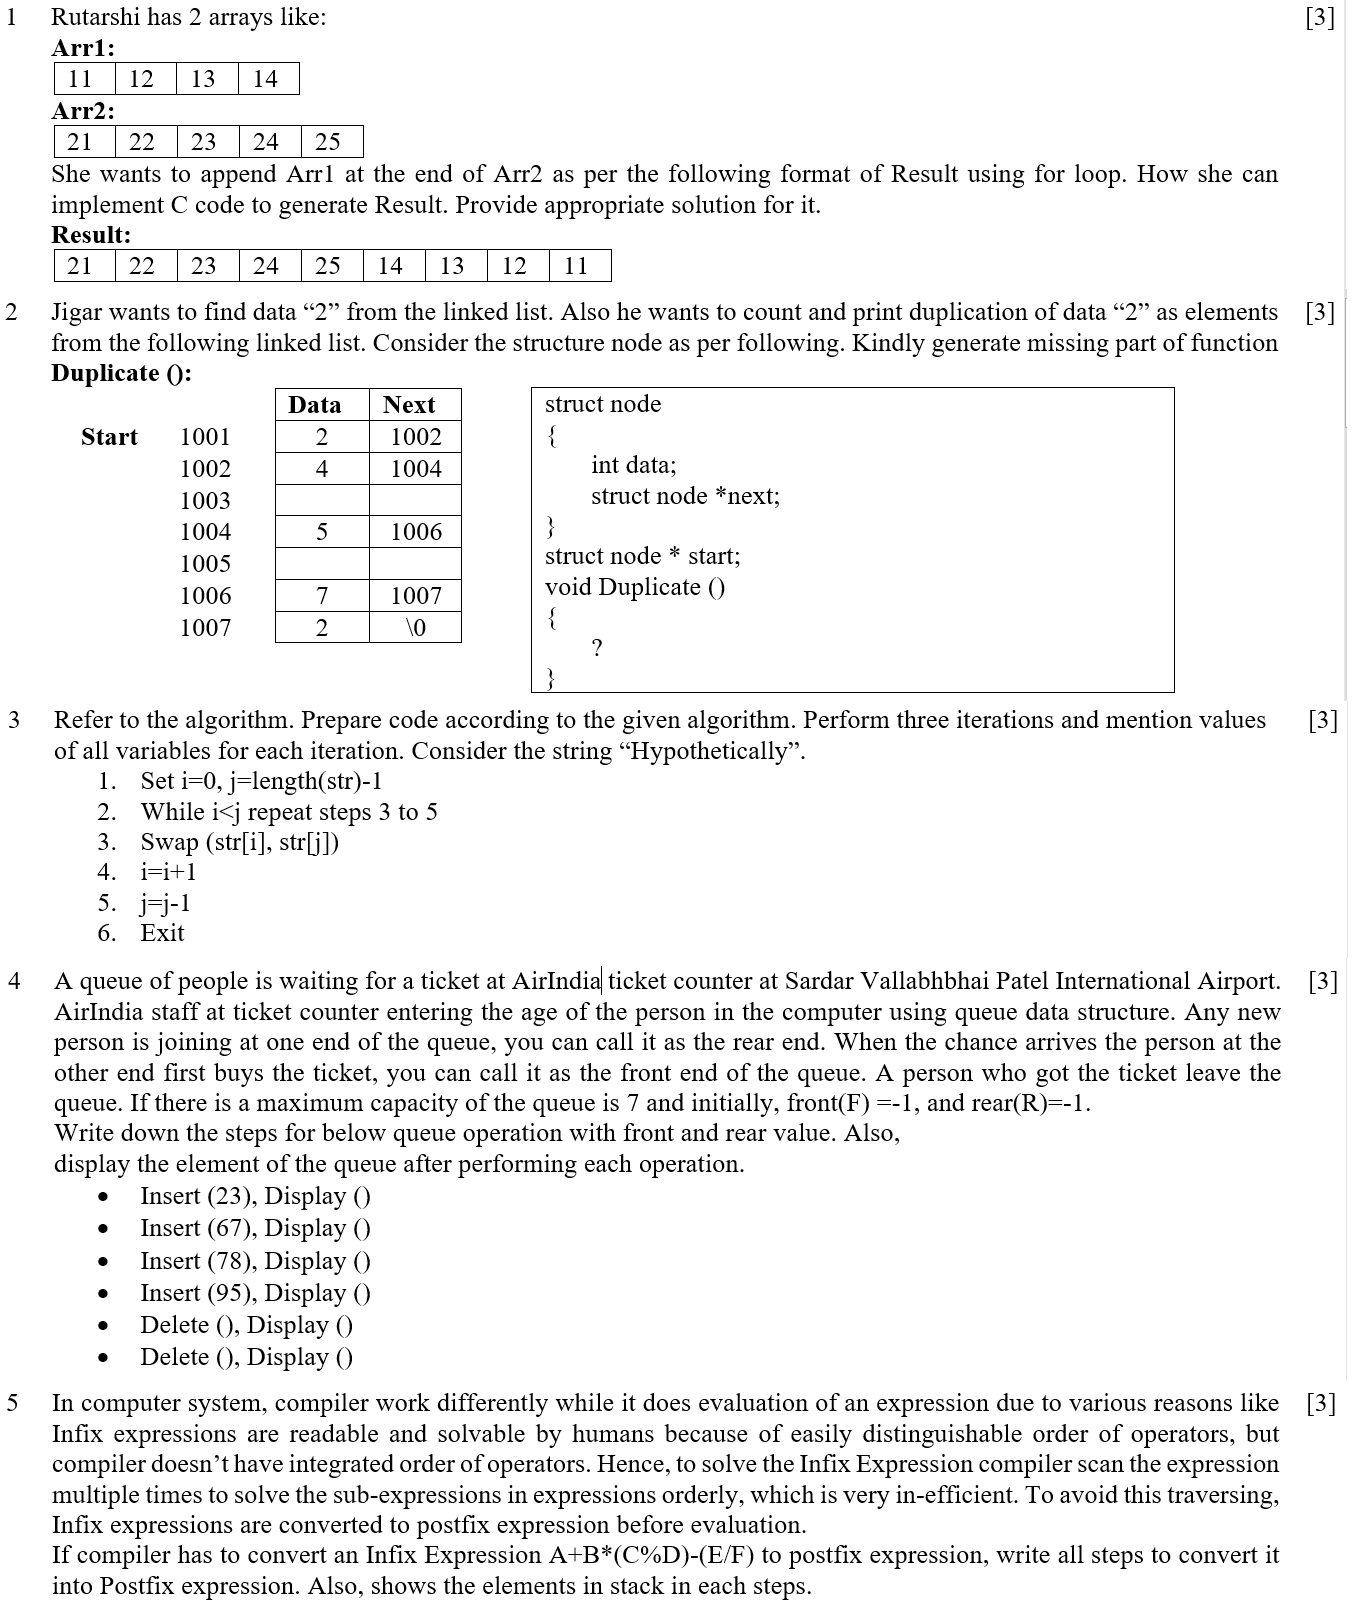 1 Rutarshi has 2 arrays like: [3]
Arr1:
11 12 13 14
Arr2:
21 22 23 24 25
She wants to append Arr1 at the end of Arr2 as per the following format of Result using for loop. How she can
implement C code to generate Result. Provide appropriate solution for it.
Result:
21 22 23 24 25 14 13 12 11
2 Jigar wants to find data “2” from the linked list. Also he wants to count and print duplication of data “2” as elements [3]
from the following linked list. Consider the structure node as per following. Kindly generate missing part of function
Duplicate ():
Data Next
Start 1001 2 1002
1002 4 1004
1003
1004 5 1006
1005
1006 7 1007
1007 2 \0
struct node
{
int data;
struct node *next;
}
struct node * start;
void Duplicate ()
{
?
}
3 Refer to the algorithm. Prepare code according to the given algorithm. Perform three iterations and mention values [3]
of all variables for each iteration. Consider the string “Hypothetically”.
1. Set i=0, j=length(str)-1
2. While i<j repeat steps 3 to 5
3. Swap (str[i], str[j])
4. i=i+1
5. j=j-1
6. Exit
4 A queue of people is waiting for a ticket at AirIndia ticket counter at Sardar Vallabhbhai Patel International Airport. [3]
AirIndia staff at ticket counter entering the age of the person in the computer using queue data structure. Any new
person is joining at one end of the queue, you can call it as the rear end. When the chance arrives the person at the
other end first buys the ticket, you can call it as the front end of the queue. A person who got the ticket leave the
queue. If there is a maximum capacity of the queue is 7 and initially, front(F) =-1, and rear(R)=-1.
Write down the steps for below queue operation with front and rear value. Also,
display the element of the queue after performing each operation.
• Insert (23), Display ()
• Insert (67), Display ()
• Insert (78), Display ()
• Insert (95), Display ()
• Delete (), Display ()
• Delete (), Display ()
5 In computer system, compiler work differently while it does evaluation of an expression due to various reasons like [3]
Infix expressions are readable and solvable by humans because of easily distinguishable order of operators, but
compiler doesn’t have integrated order of operators. Hence, to solve the Infix Expression compiler scan the expression
multiple times to solve the sub-expressions in expressions orderly, which is very in-efficient. To avoid this traversing,
Infix expressions are converted to postfix expression before evaluation.
If compiler has to convert an Infix Expression A+B*(C%D)-(E/F) to postfix expression, write all steps to convert it
into Postfix expression. Also, shows the elements in stack in each steps.